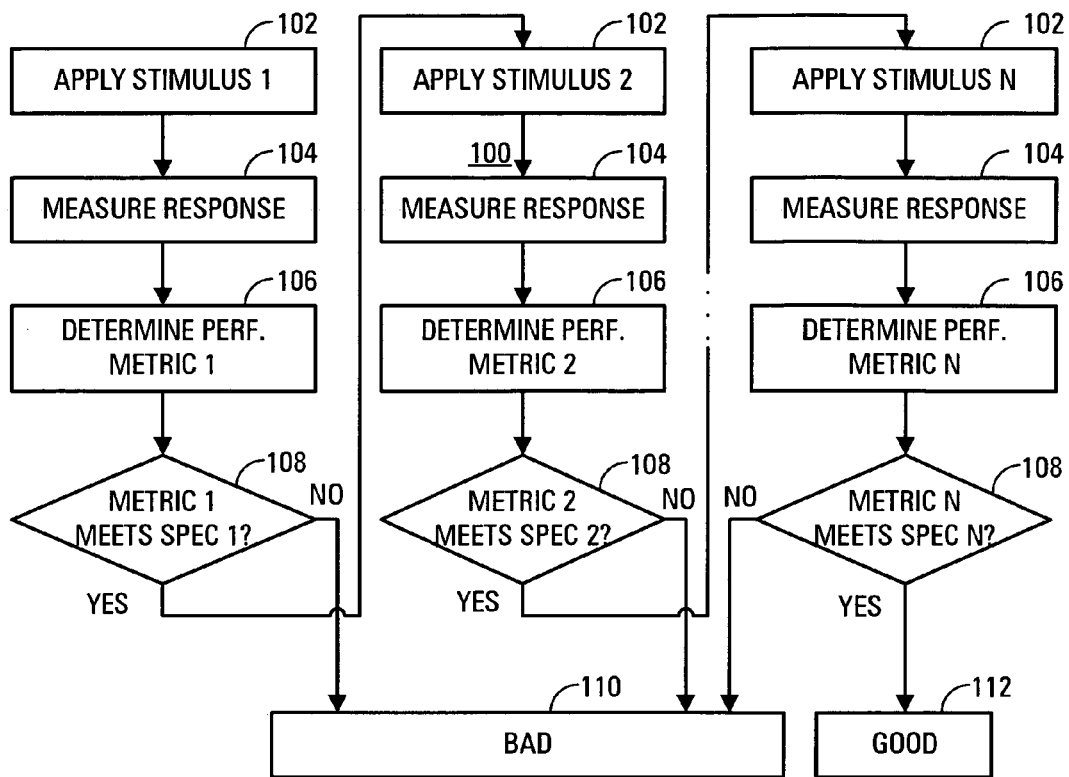 102
APPLY STIMULUS 1
104
MEASURE RESPONSE
106
DETERMINE PERF.
METRIC 1
108
METRIC 1
MEETS SPEC 1?
NO
YES
102
APPLY STIMULUS 2
100
104
MEASURE RESPONSE
106
DETERMINE PERF.
METRIC 2
108
METRIC 2
MEETS SPEC 2?
NO
YES
102
APPLY STIMULUS N
104
MEASURE RESPONSE
106
DETERMINE PERF.
METRIC N
108
METRIC N
MEETS SPEC N?
NO
YES
110
BAD
112
GOOD